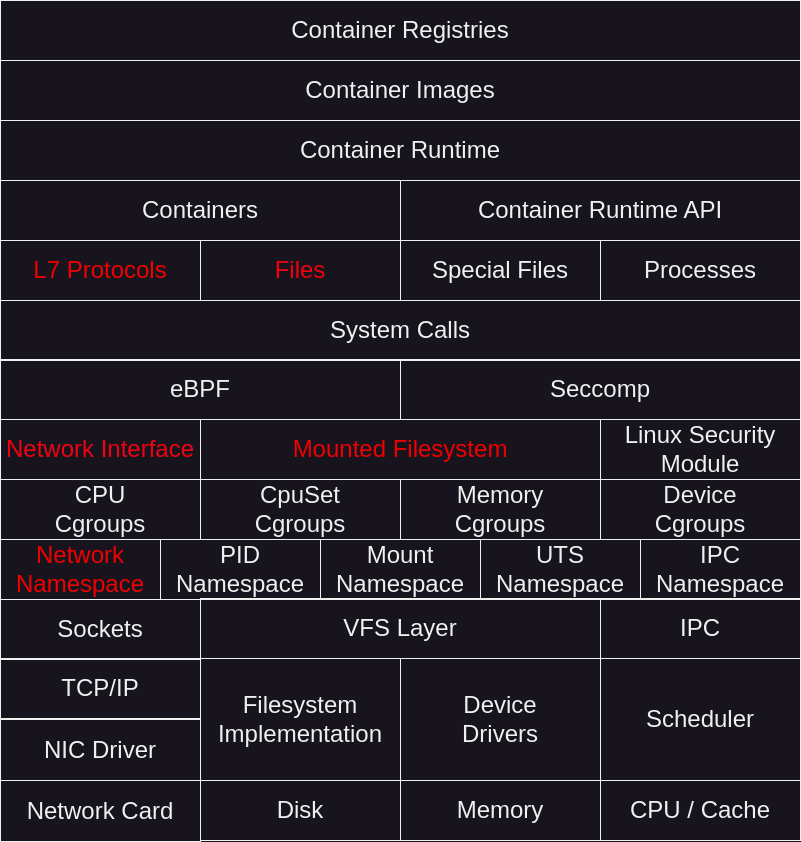 Container Registries
Container Images
Container Runtime
Containers
Container Runtime API
L7 Protocols
Files
Special Files
Processes
System Calls
eBPF
Seccomp
Network Interface
Mounted Filesystem
Linux Security
Module
CPU
Cgroups
CpuSet
Cgroups
Memory
Cgroups
Device
Cgroups
Network
Namespace
PID
Namespace
Mount
Namespace
UTS
Namespace
IPC
Namespace
Sockets
VFS Layer
IPC
TCP/IP
Filesystem
Implementation
Device
Drivers
Scheduler
NIC Driver
Network Card
Disk
Memory
CPU / Cache